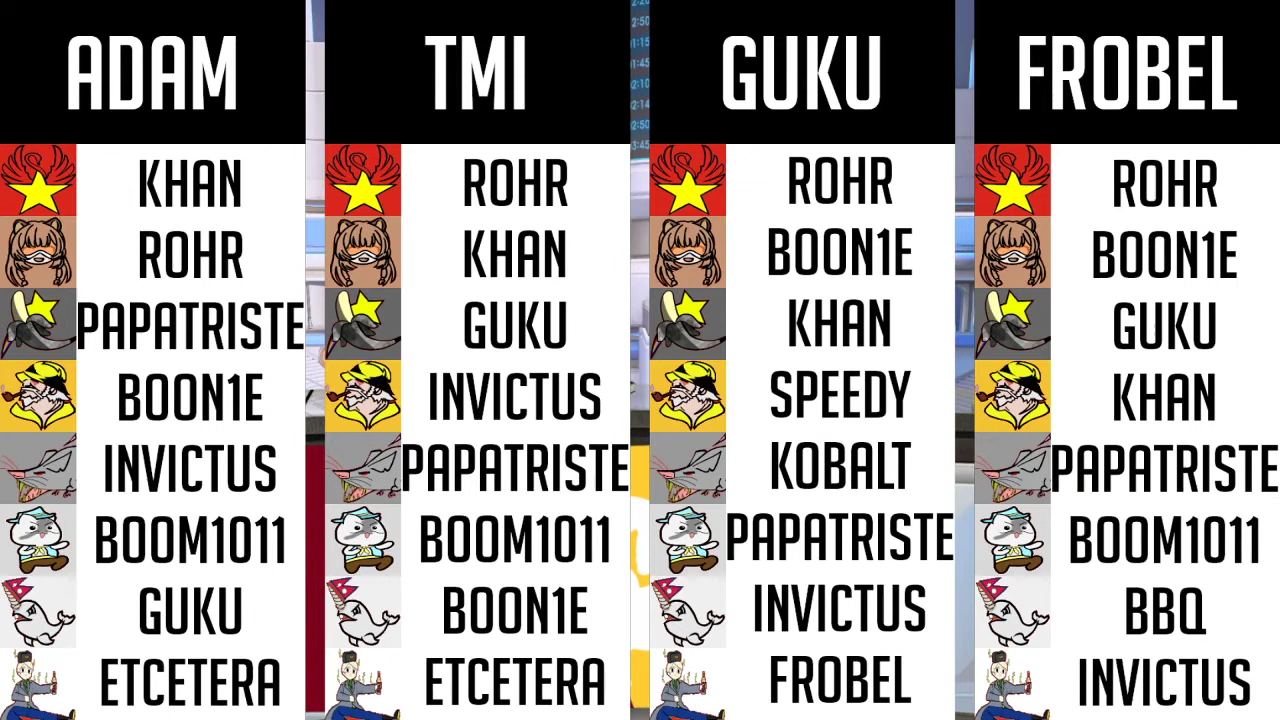 ADAM
KHAN
ROHR
PAPATRISTE
BOON1E
INVICTUS
BOOM1011
GUKU
ETCETERA
TMI
ROHR
KHAN
GUKU
INVICTUS
PAPATRISTE
BOOM1011
BOON1E
ETCETERA
GUKU
ROHR
BOON1E
KHAN
SPEEDY
KOBALT
PAPATRISTE
INVICTUS
FROBEL
FROBEL
ROHR
BOON1E
GUKU
KHAN
PAPATRISTE
BOOM1011
BBQ
INVICTUS